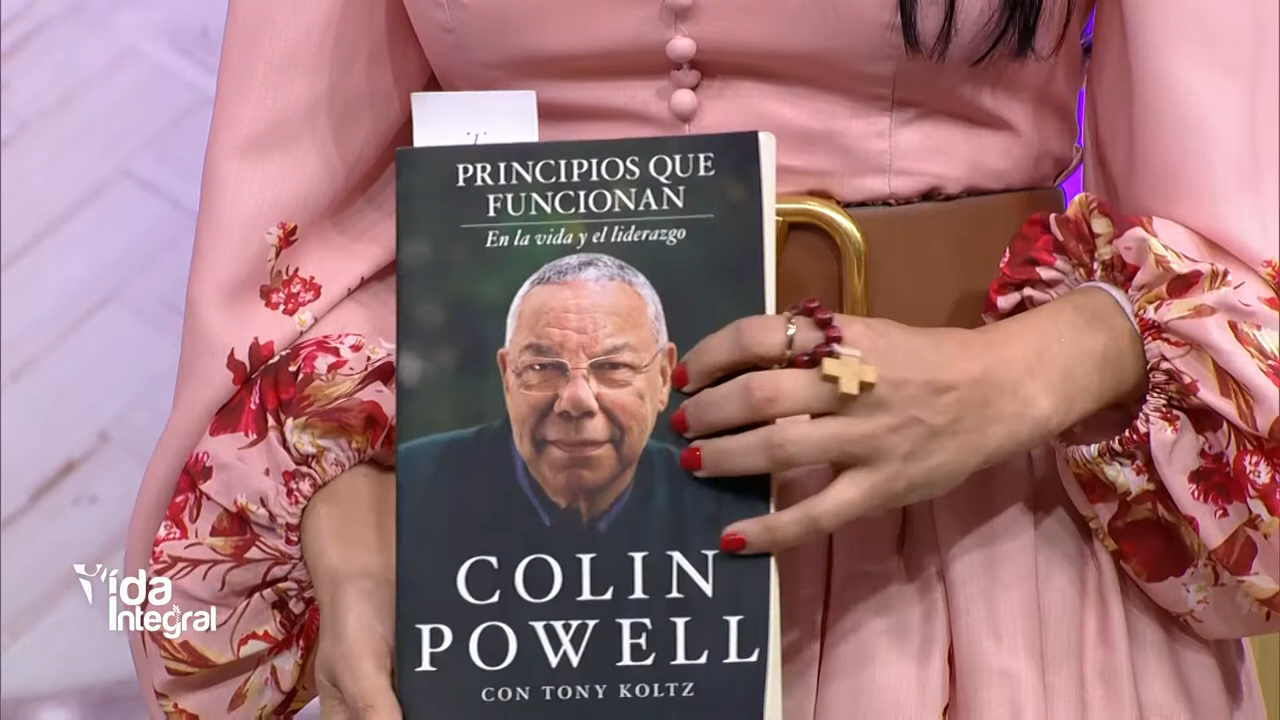 PRINCIPIOS QUE
FUNCIONAN
En la vida y el liderazgo
COLIN
POWELL
CON TONY KOLTZ
Vida
Integral